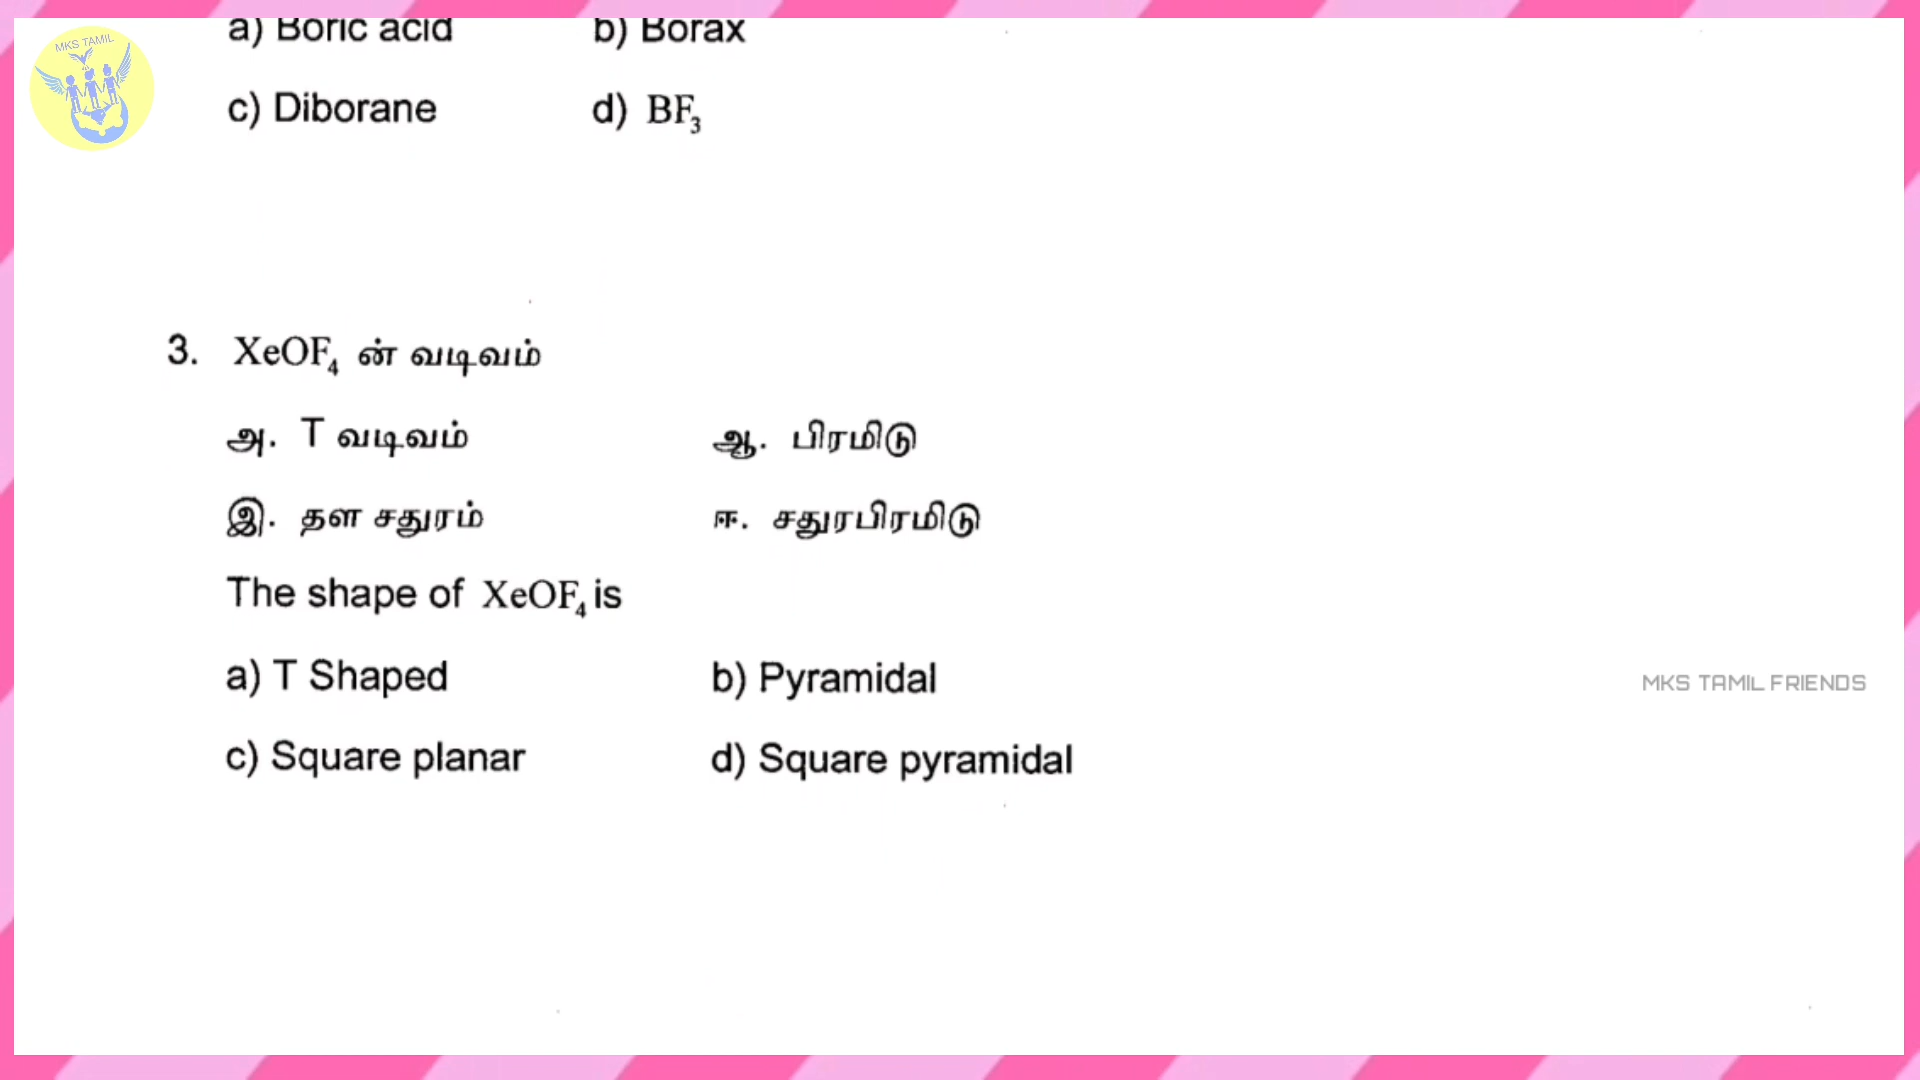 MKS TAMIL
a) Boric acid b) Borax
c) Diborane d) BF₃
3. XeOF₄ ன் வடிவம்
அ. T வடிவம் ஆ. பிரமிடு
இ. தள சதுரம் ஈ. சதுரபிரமிடு
The shape of XeOF₄ is
a) T Shaped b) Pyramidal
MKS TAMIL FRIENDS
c) Square planar d) Square pyramidal